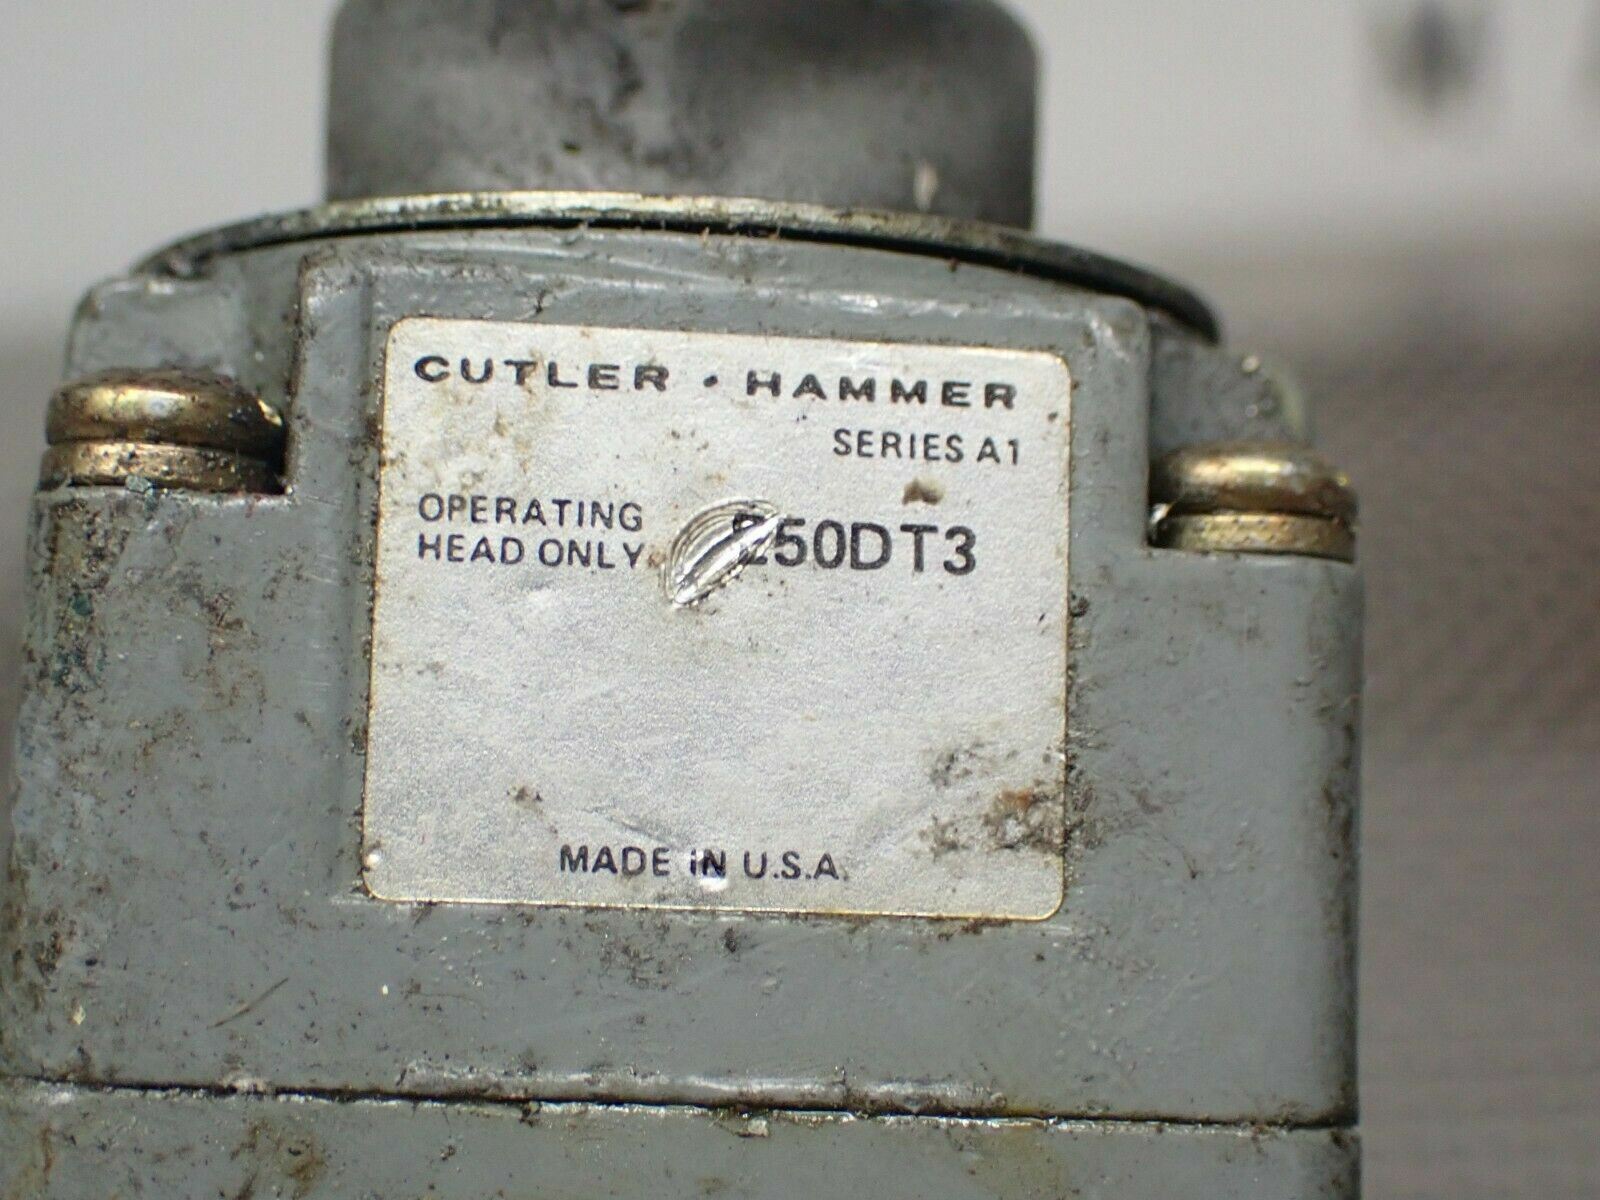 CUTLER • HAMMER
SERIES A1
OPERATING
HEAD ONLY
MADE IN U.S.A.